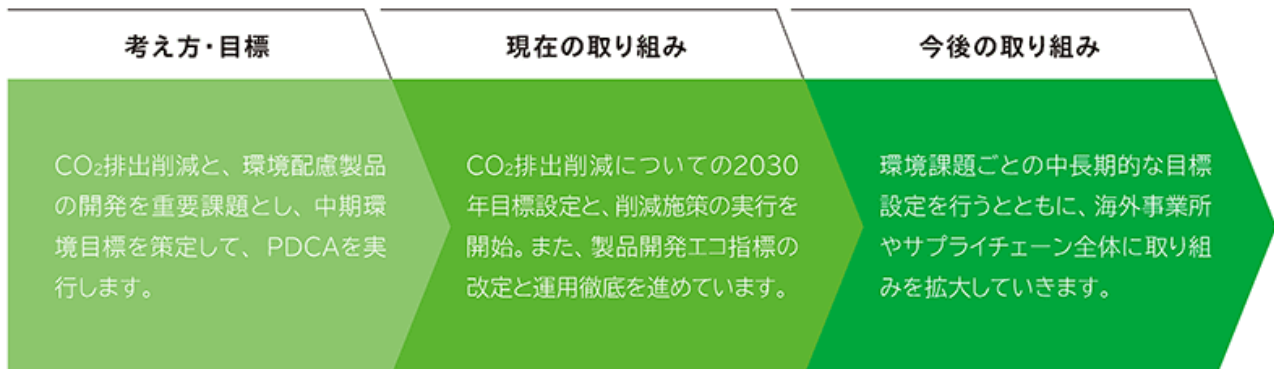 考え方・目標
CO₂排出削減と、環境配慮製品
の開発を重要課題とし、中期環
境目標を策定して、PDCAを実
行します。
現在の取り組み
CO₂排出削減についての2030
年目標設定と、削減施策の実行を
開始。また、製品開発エコ指標の
改定と運用徹底を進めています。
今後の取り組み
環境課題ごとの中長期的な目標
設定を行うとともに、海外事業所
やサプライチェーン全体に取り組
みを拡大していきます。